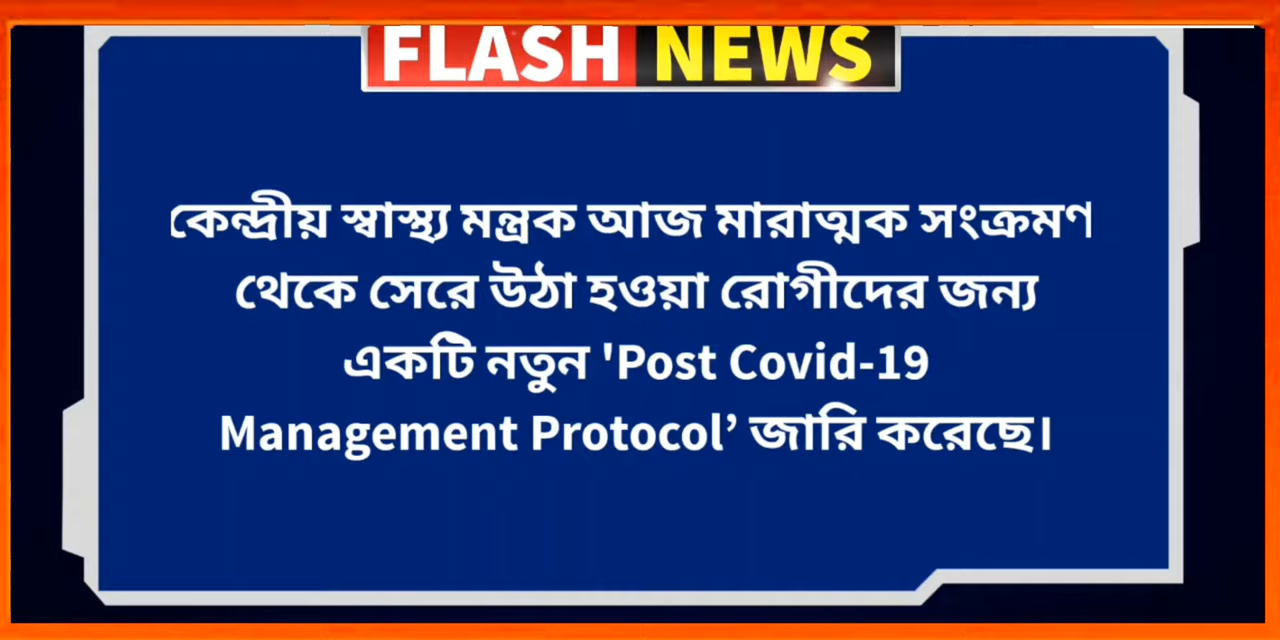 FLASH NEWS
কেন্দ্রীয় স্বাস্থ্য মন্ত্রক আজ মারাত্মক সংক্রমণ
থেকে সেরে উঠা হওয়া রোগীদের জন্য
একটি নতুন 'Post Covid-19
Management Protocol’ জারি করেছে।